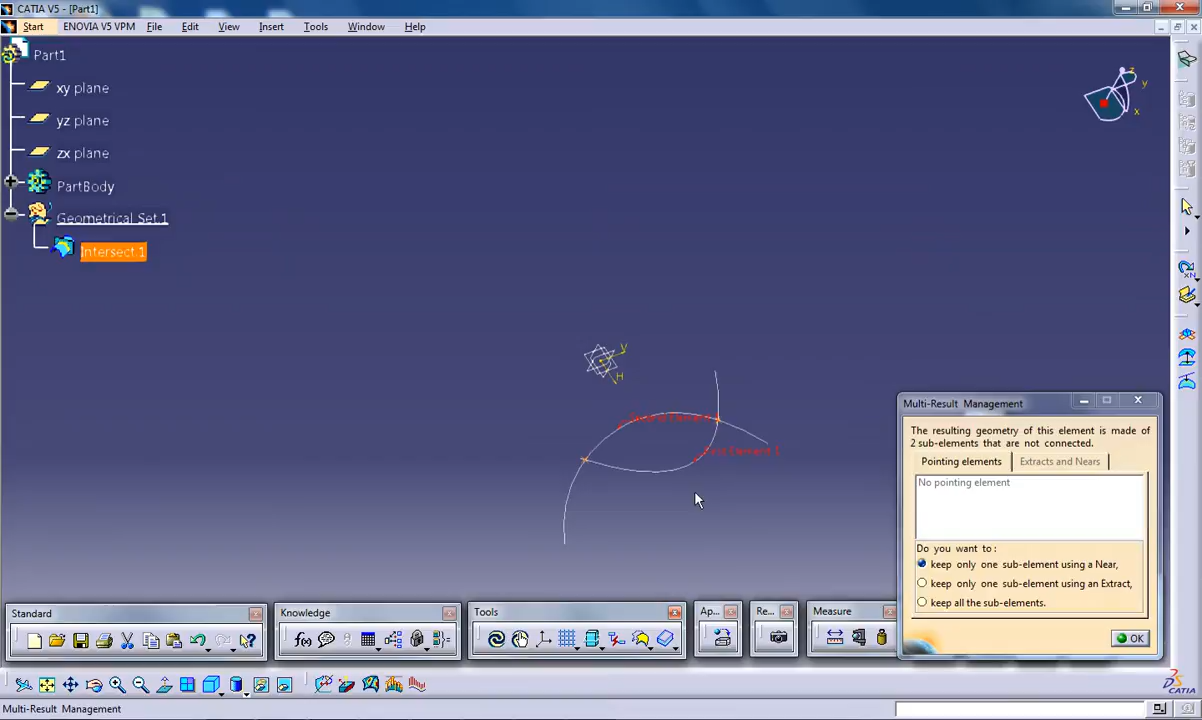 CATIA V5 - [Part1]
Start ENOVIA V5 VPM File Edit View Insert Tools Window Help
Part1
xy plane
yz plane
zx plane
PartBody
Geometrical Set.1
Intersect.1
z
y
x
V
H
Multi-Result Management
The resulting geometry of this element is made of
2 sub-elements that are not connected.
Pointing elements Extracts and Nears
No pointing element
Do you want to:
keep only one sub-element using a Near,
keep only one sub-element using an Extract,
keep all the sub-elements.
OK
Standard
Knowledge
Tools
Ap...
Re...
Measure
f(x)
Multi-Result Management